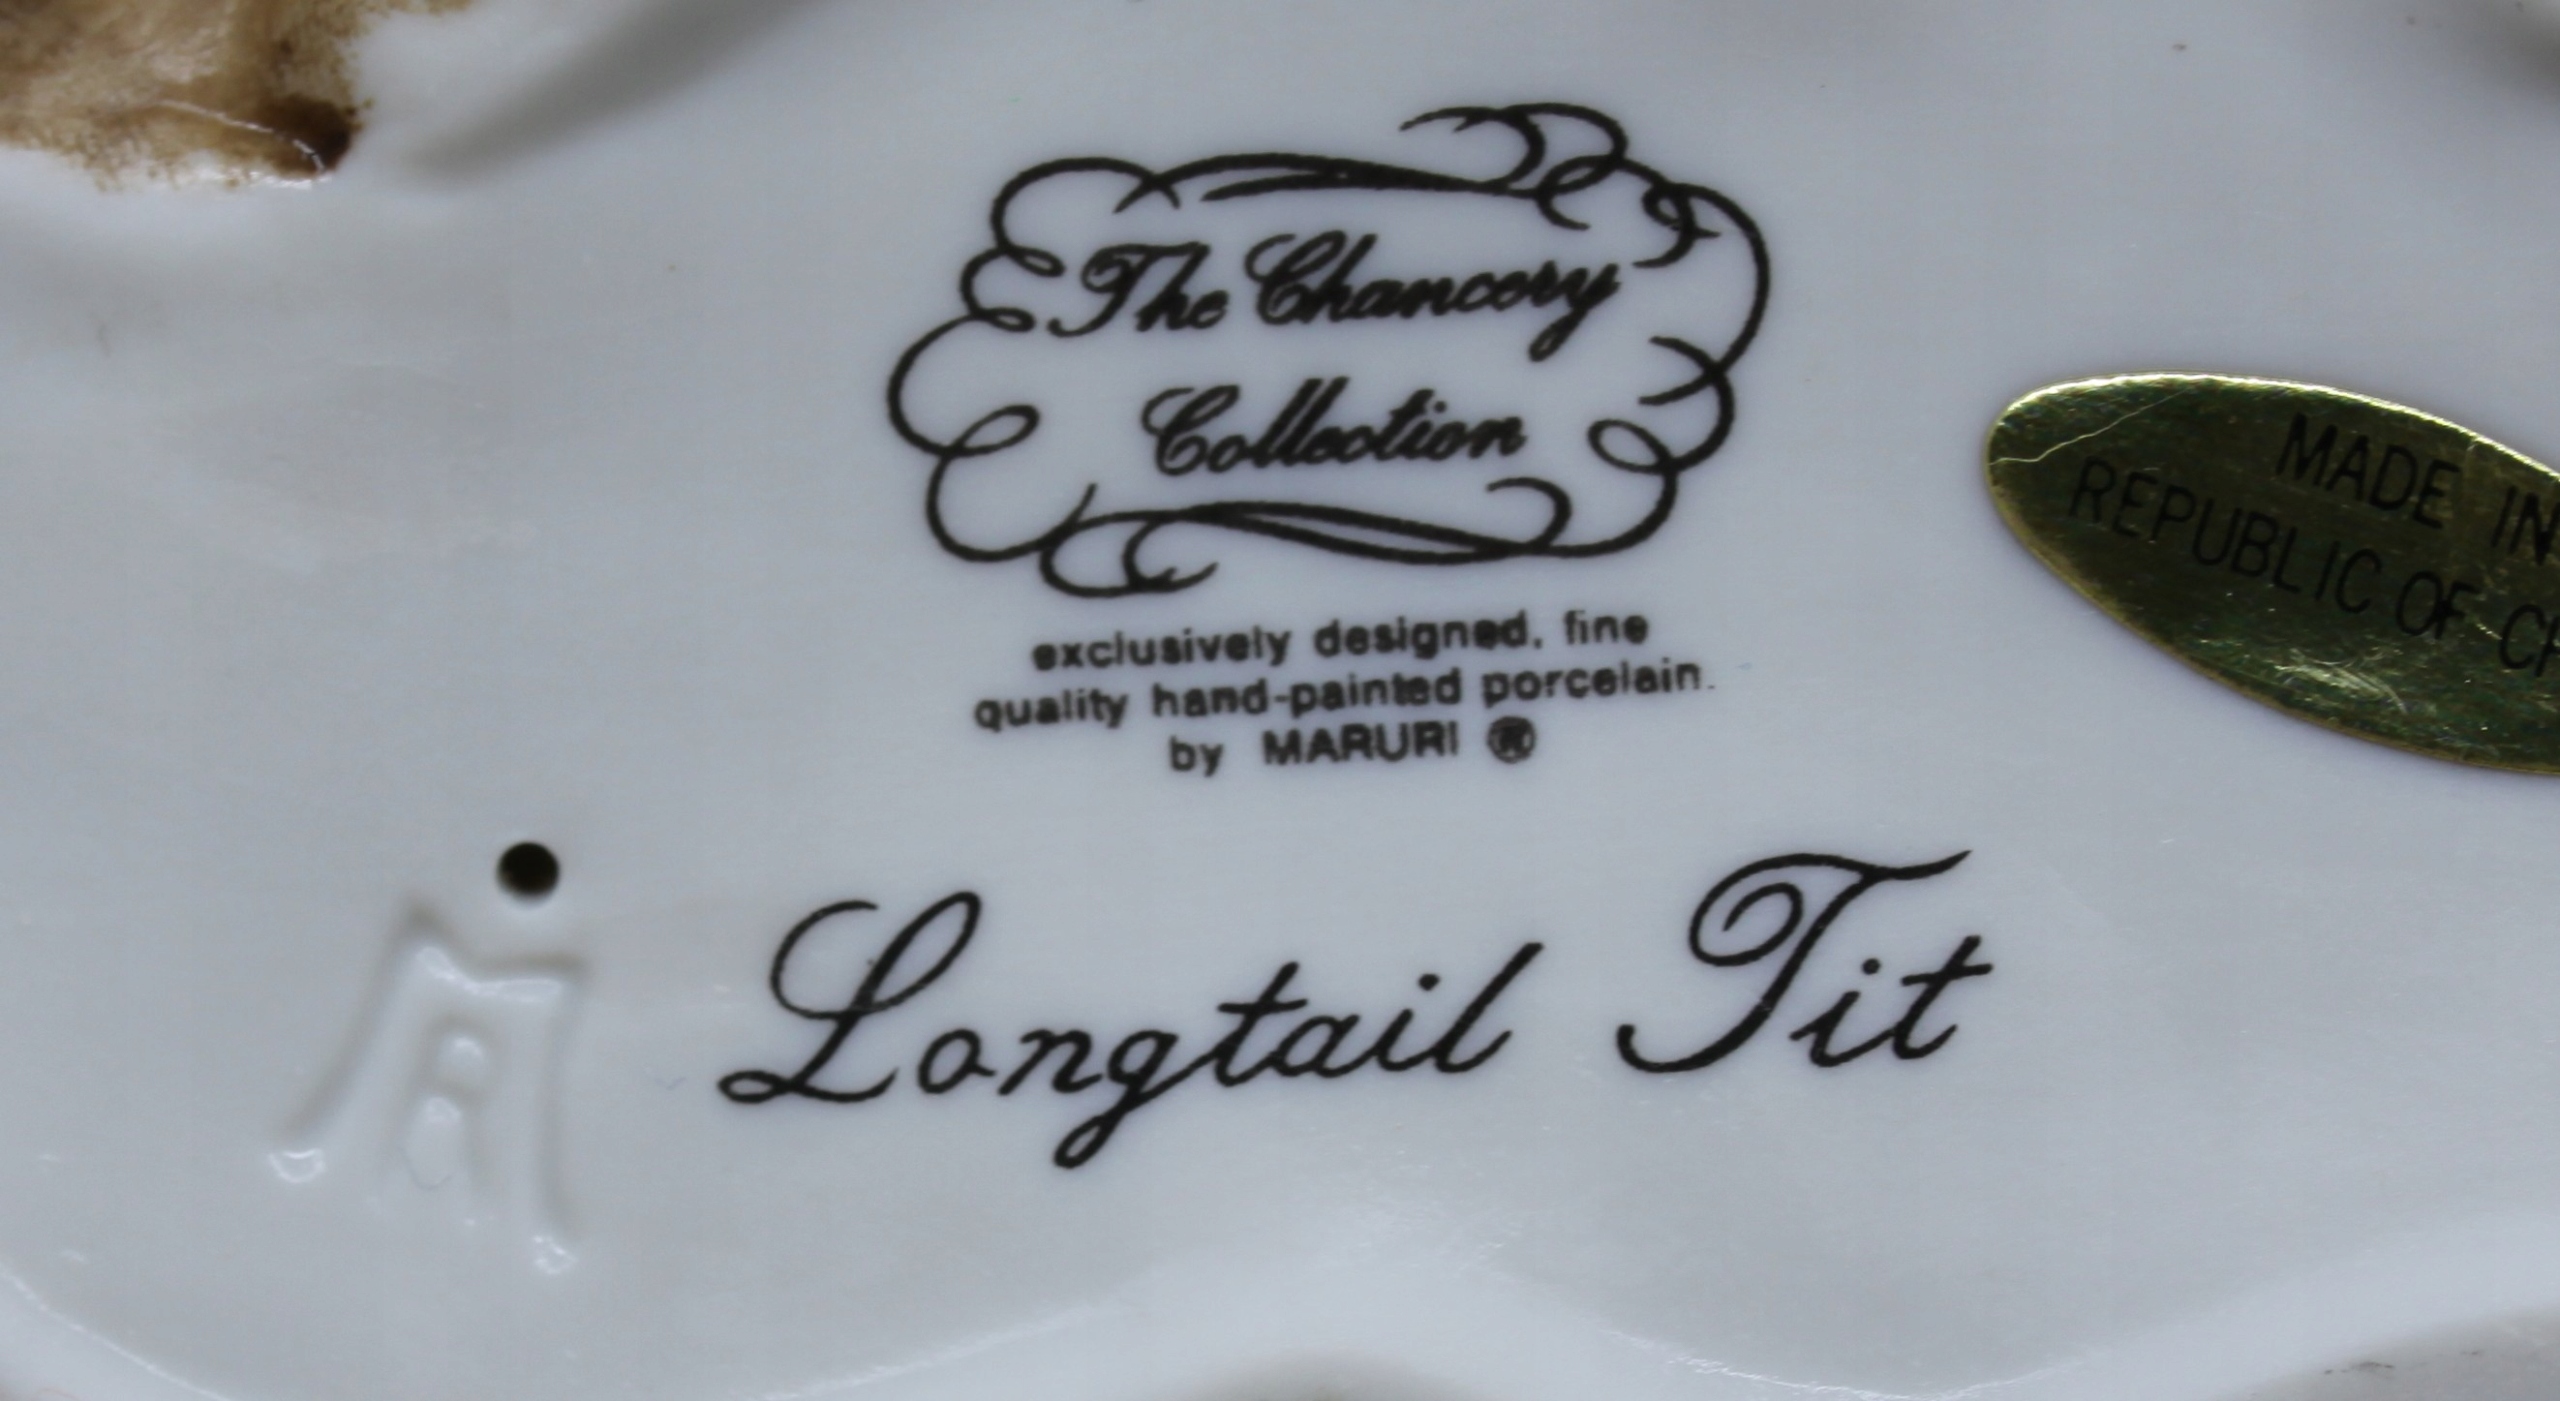 The Chancery
Collection
exclusively designed, fine
quality hand-painted porcelain.
by MARURI ®
Longtail Tit
MADE IN
REPUBLIC OF